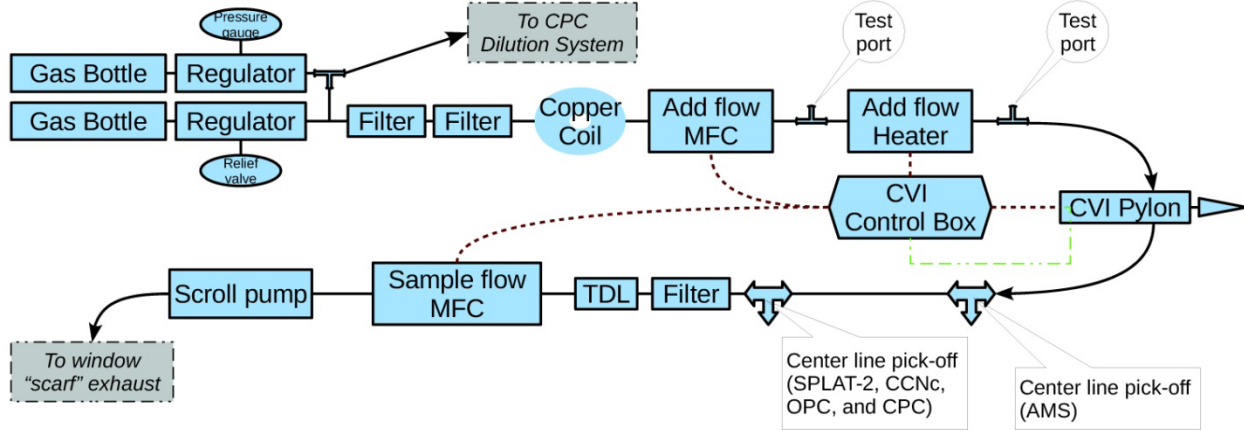 Pressure
gauge
To CPC
Dilution System
Test
port
Test
port
Gas Bottle
Regulator
Gas Bottle
Regulator
Filter
Filter
Copper
Coil
Add flow
MFC
Add flow
Heater
Relief
valve
CVI
Control Box
CVI Pylon
Scroll pump
Sample flow
MFC
TDL
Filter
To window
“scarf” exhaust
Center line pick-off
(SPLAT-2, CCNc,
OPC, and CPC)
Center line pick-off
(AMS)